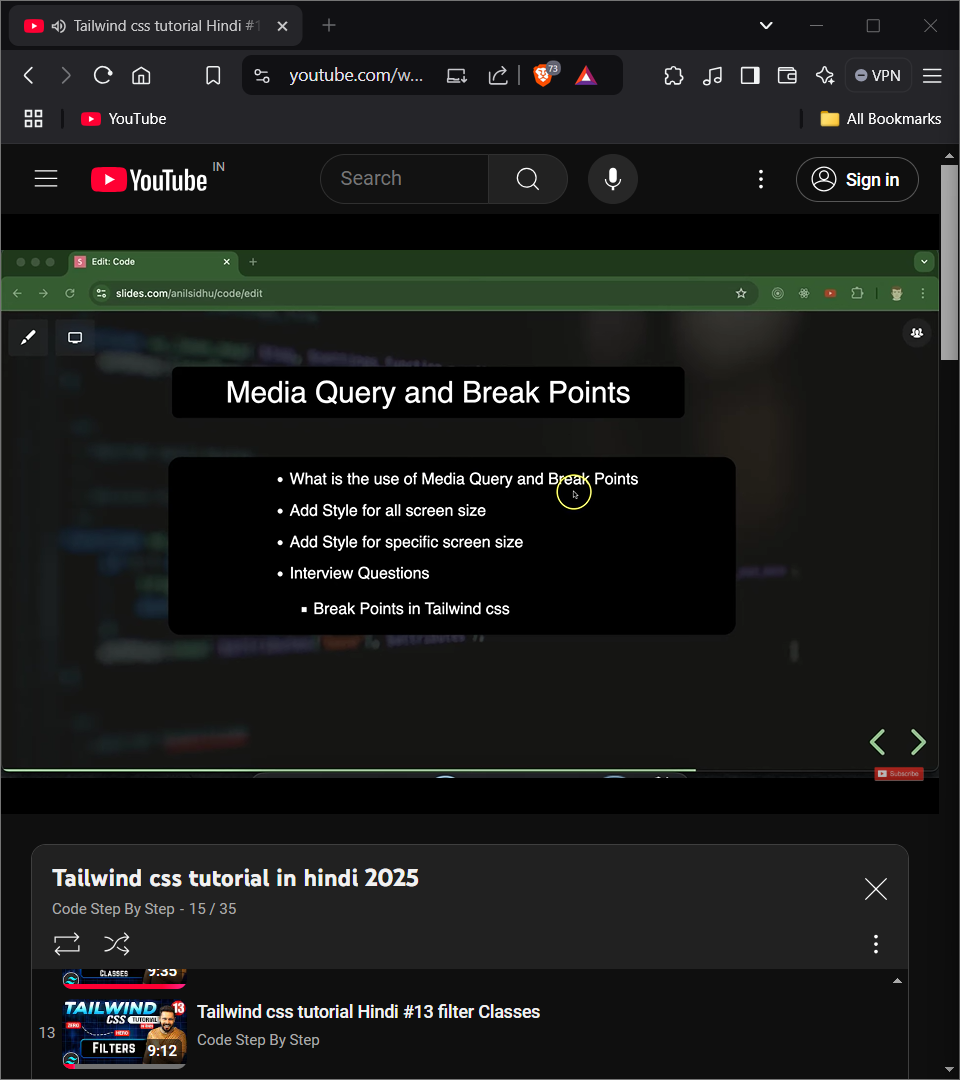 Tailwind css tutorial Hindi #1
youtube.com/w...
73
VPN
YouTube
All Bookmarks
YouTube IN
Search
Sign in
Edit: Code
slides.com/anilsidhu/code/edit
Media Query and Break Points
• What is the use of Media Query and Break Points
• Add Style for all screen size
• Add Style for specific screen size
• Interview Questions
▪ Break Points in Tailwind css
Subscribe
Tailwind css tutorial in hindi 2025
Code Step By Step - 15 / 35
CLASSES
9:35
13
TAILWIND 13
CSS TUTORIAL
ZERO
HERO
FILTERS
9:12
Tailwind css tutorial Hindi #13 filter Classes
Code Step By Step